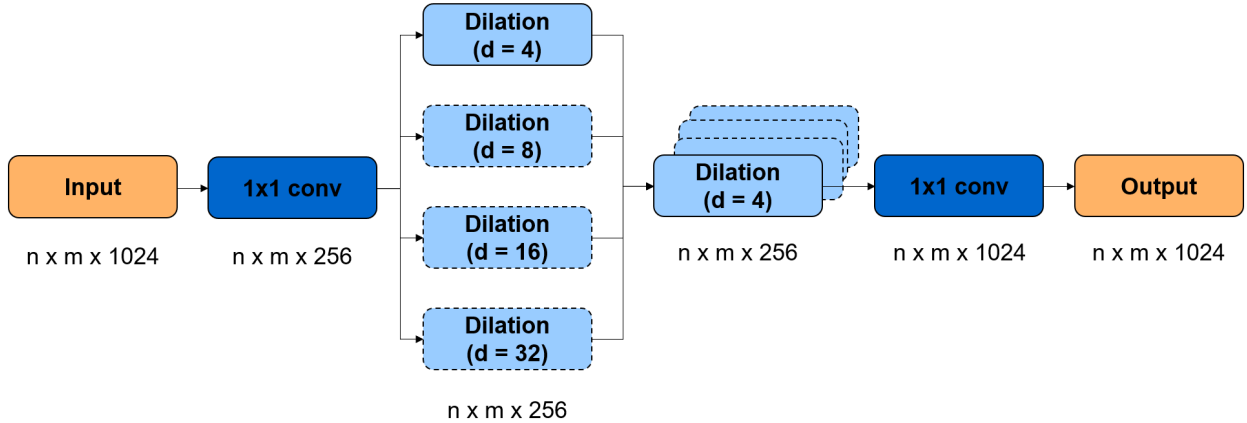 Input
n x m x 1024
1x1 conv
n x m x 256
Dilation
(d = 4)
Dilation
(d = 8)
Dilation
(d = 16)
Dilation
(d = 32)
n x m x 256
Dilation
(d = 4)
n x m x 256
1x1 conv
n x m x 1024
Output
n x m x 1024